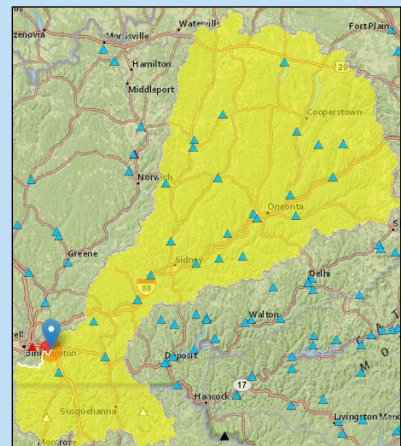 Waterville
Fort Plain
Morrisville
Hamilton
20
Middleport
Cooperstown
Norwich
Oneonta
Greene
Sidney
Delhi
88
Walton
Deposit
17
Hancock
Susquehanna
Livingston Manor
Montrose